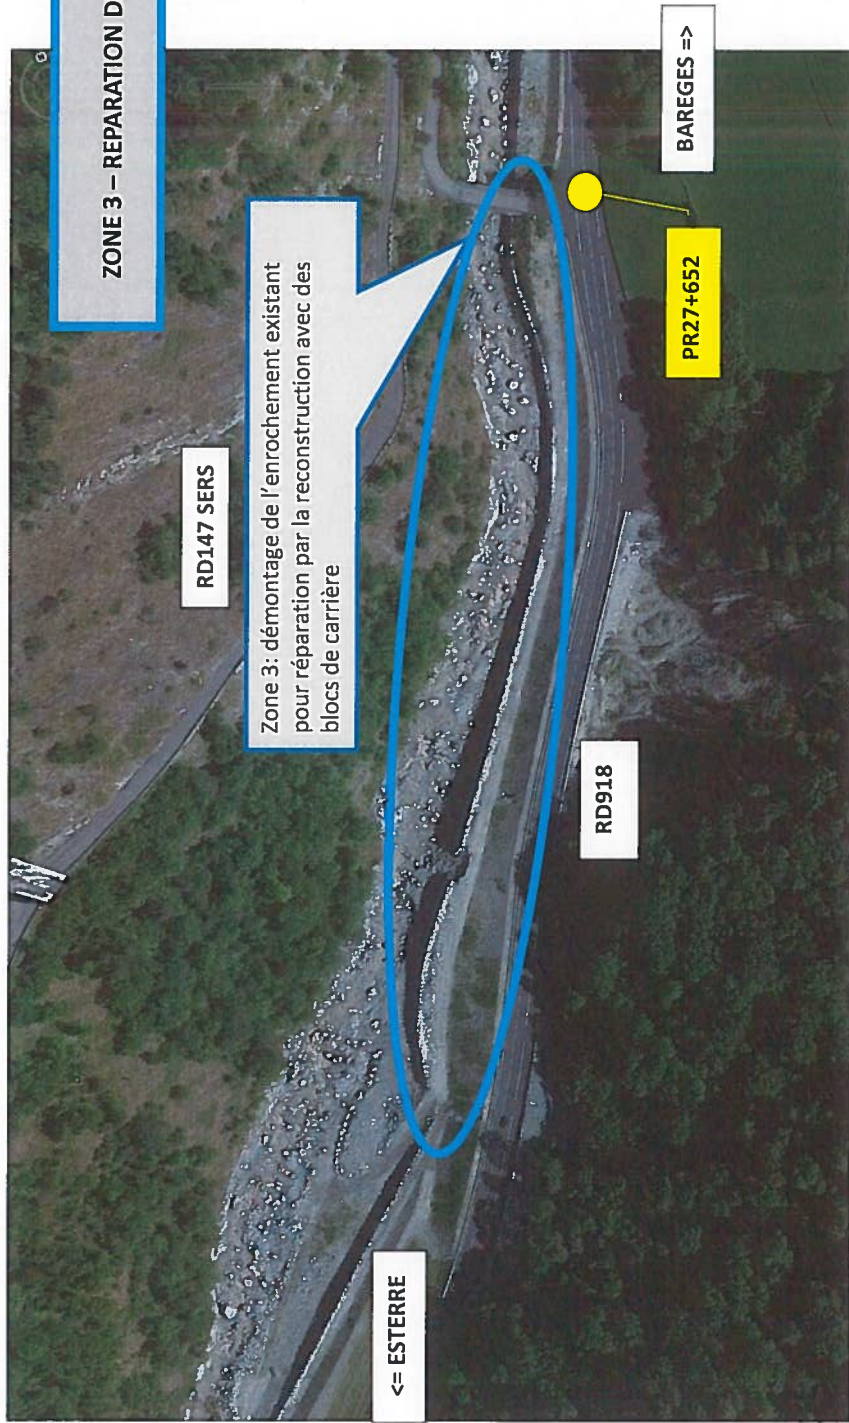 ZONE 3 – REPARATION D
Zone 3: démontage de l'enrochement existant
pour réparation par la reconstruction avec des
blocs de carrière
RD147 SERS
BAREGES =>
PR27+652
RD918
<= ESTERRE